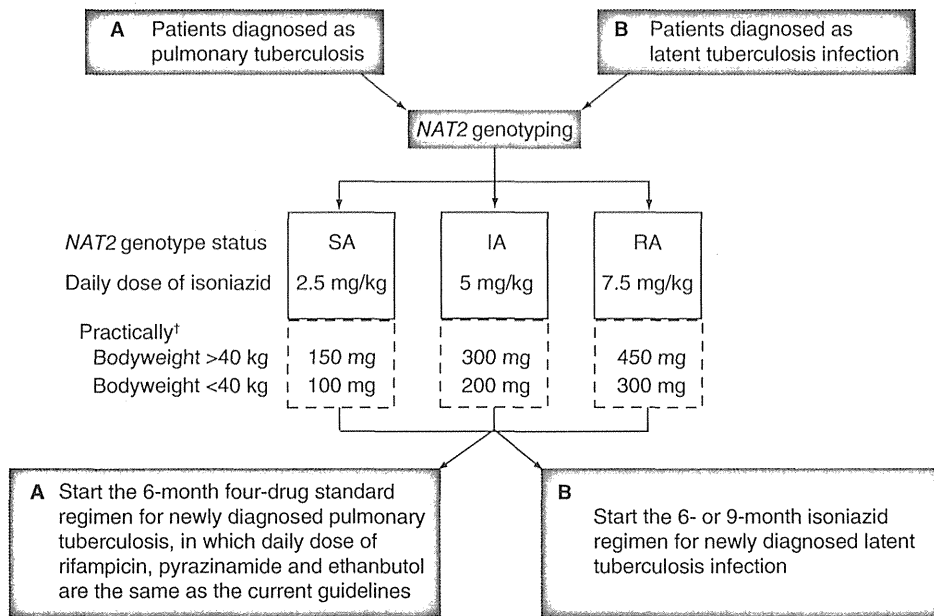 A Patients diagnosed as
pulmonary tuberculosis
B Patients diagnosed as
latent tuberculosis infection
NAT2 genotyping
NAT2 genotype status SA IA RA
Daily dose of isoniazid 2.5 mg/kg 5 mg/kg 7.5 mg/kg
Practically†
Bodyweight >40 kg 150 mg 300 mg 450 mg
Bodyweight <40 kg 100 mg 200 mg 300 mg
A Start the 6-month four-drug standard
regimen for newly diagnosed pulmonary
tuberculosis, in which daily dose of
rifampicin, pyrazinamide and ethanbutol
are the same as the current guidelines
B
Start the 6- or 9-month isoniazid
regimen for newly diagnosed latent
tuberculosis infection